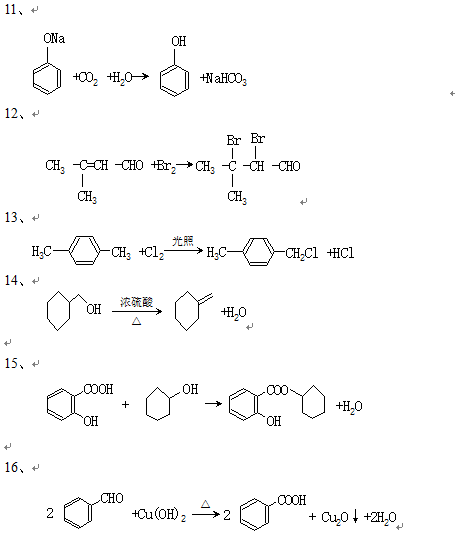 11、
ONa OH
+CO₂ +H₂O→ +NaHCO₃
12、
Br Br
CH₃ —C=CH —CHO +Br₂→ CH₃ —C— CH —CHO
CH₃ CH₃
13、
光照
H₃C CH₃ +Cl₂ → H₃C CH₂Cl +HCl
14、
浓硫酸
OH → +H₂O
△
15、
COOH OH COO
+ → +H₂O
OH OH
16、
CHO △ COOH
2 +Cu(OH)₂ → 2 + Cu₂O↓ +2H₂O